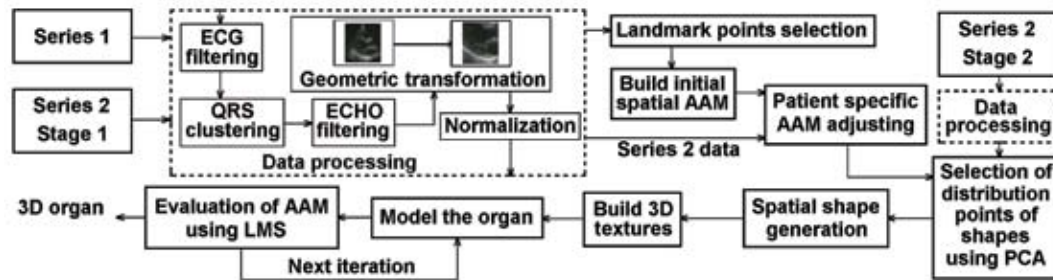 Series 1
ECG
filtering
Geometric transformation
Landmark points selection
Series 2
Stage 2
Build initial
spatial AAM
Series 2
Stage 1
QRS
clustering
ECHO
filtering
Normalization
Patient specific
AAM adjusting
Data
processing
Data processing
Series 2 data
3D organ
Evaluation of AAM
using LMS
Model the organ
Build 3D
textures
Spatial shape
generation
Selection of
distribution
points of
shapes
using PCA
Next iteration